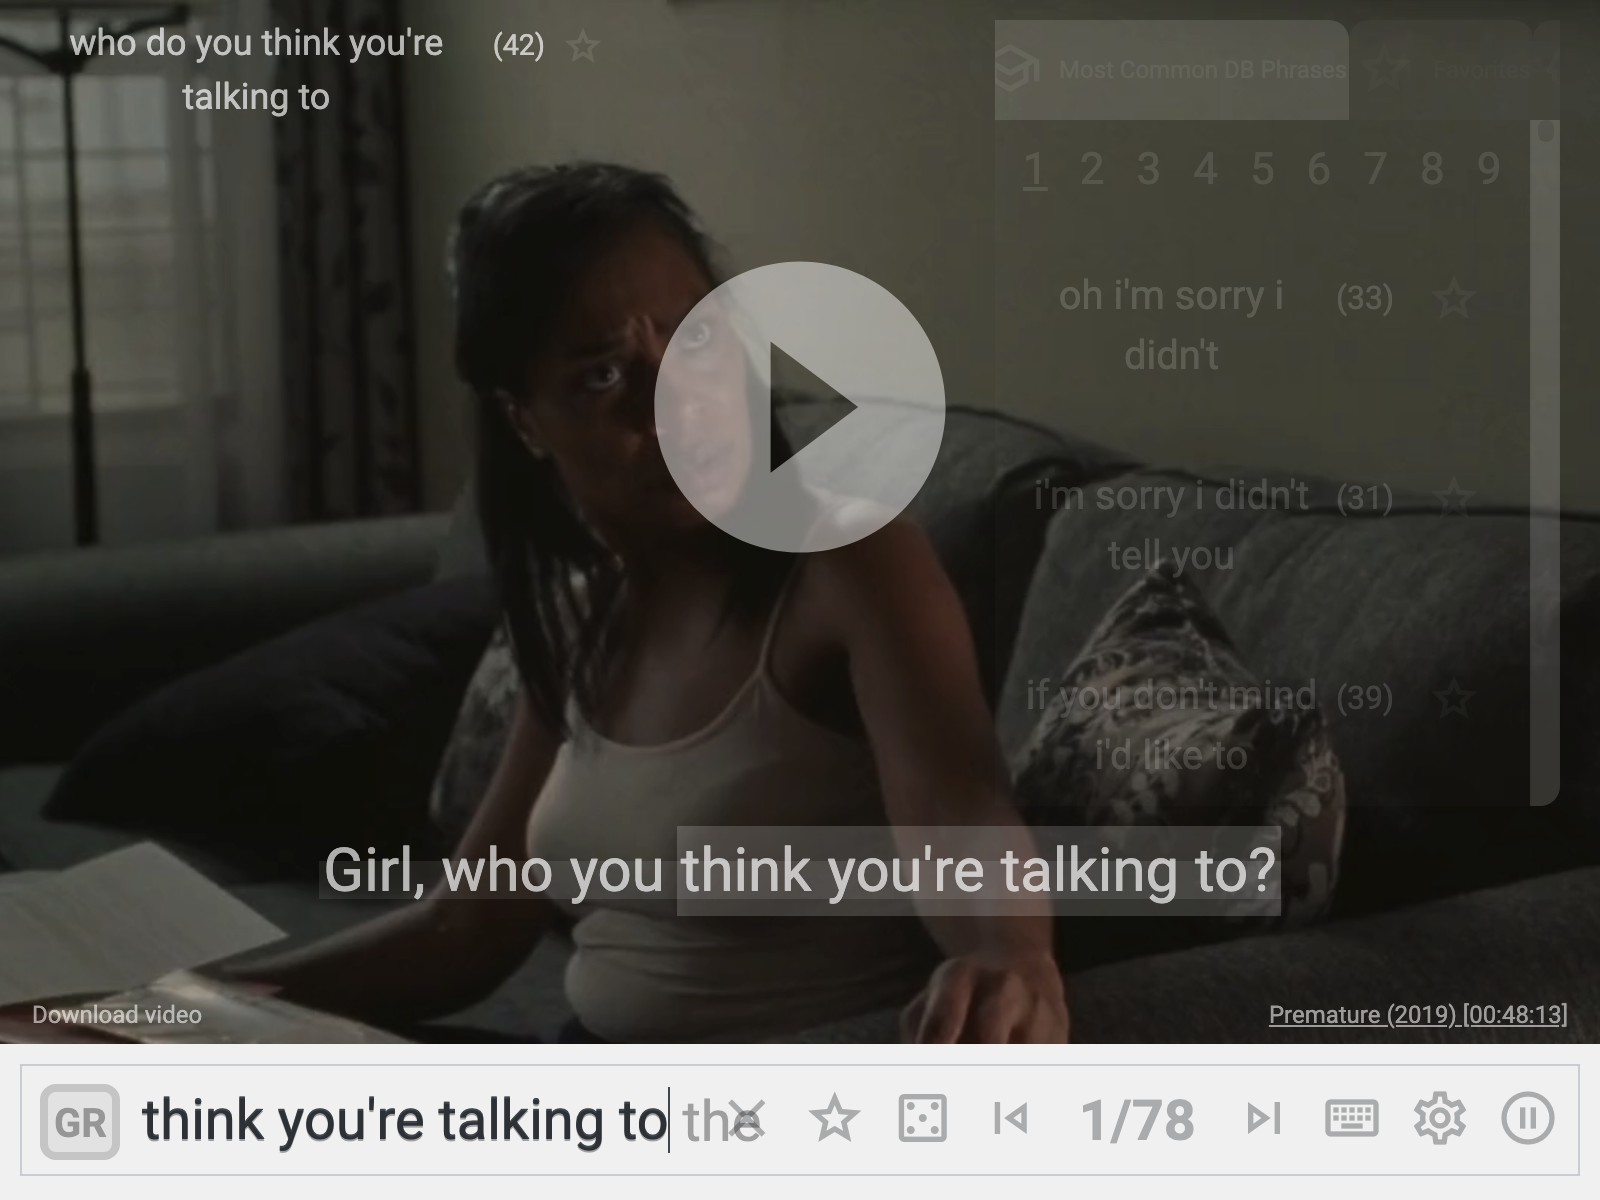 who do you think you're (42)
talking to
Most Common DB Phrases Favorites
1 2 3 4 5 6 7 8 9
oh i'm sorry i (33)
didn't
i'm sorry i didn't (31)
tell you
if you don't mind (39)
i'd like to
Girl, who you think you're talking to?
Download video
Premature (2019) [00:48:13]
GR think you're talking to the 1/78